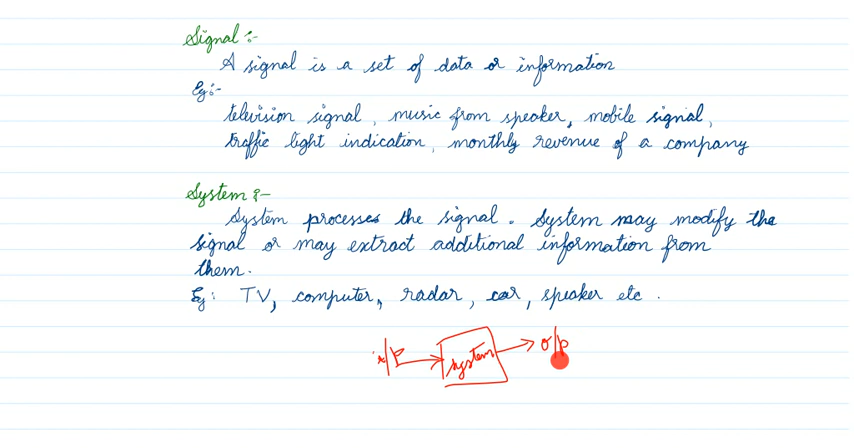 Signal :-
A signal is a set of data or information
Eg:-
television signal, music from speaker, mobile signal,
traffic light indication, monthly revenue of a company
System :-
System processes the signal. System may modify the
signal or may extract additional information from
them.
Eg: TV, computer, radar, car, speaker etc.
i/p system o/p